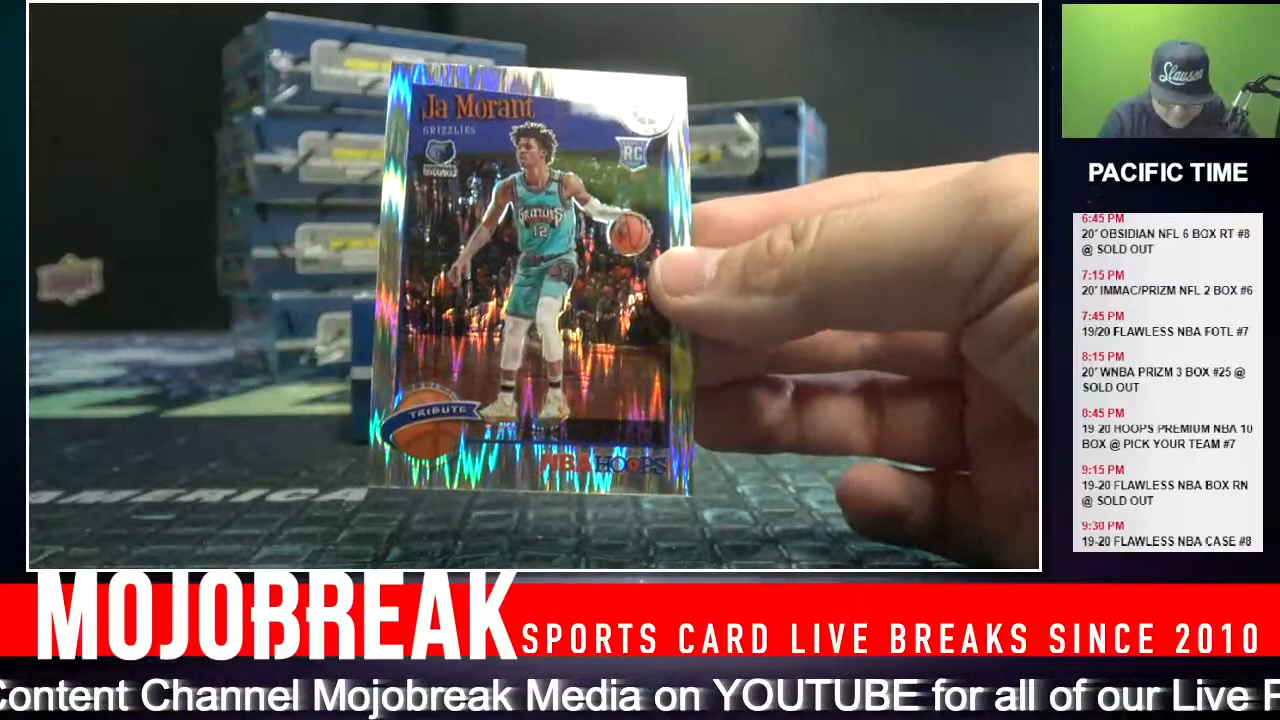 Ja Morant
GRIZZLIES
RC
GRIZZLIES
12
TRIBUTE
NBA HOOPS
AMERICA
Slauson
PACIFIC TIME
6:45 PM
20' OBSIDIAN NFL 6 BOX RT #8
@ SOLD OUT
7:15 PM
20' IMMAC/PRIZM NFL 2 BOX #6
7:45 PM
19/20 FLAWLESS NBA FOTL #7
8:15 PM
20' WNBA PRIZM 3 BOX #25 @
SOLD OUT
8:45 PM
19-20 HOOPS PREMIUM NBA 10
BOX @ PICK YOUR TEAM #7
9:15 PM
19-20 FLAWLESS NBA BOX RN
@ SOLD OUT
9:30 PM
19-20 FLAWLESS NBA CASE #8
MOJOBREAK
SPORTS CARD LIVE BREAKS SINCE 2010
Content Channel Mojobreak Media on YOUTUBE for all of our Live